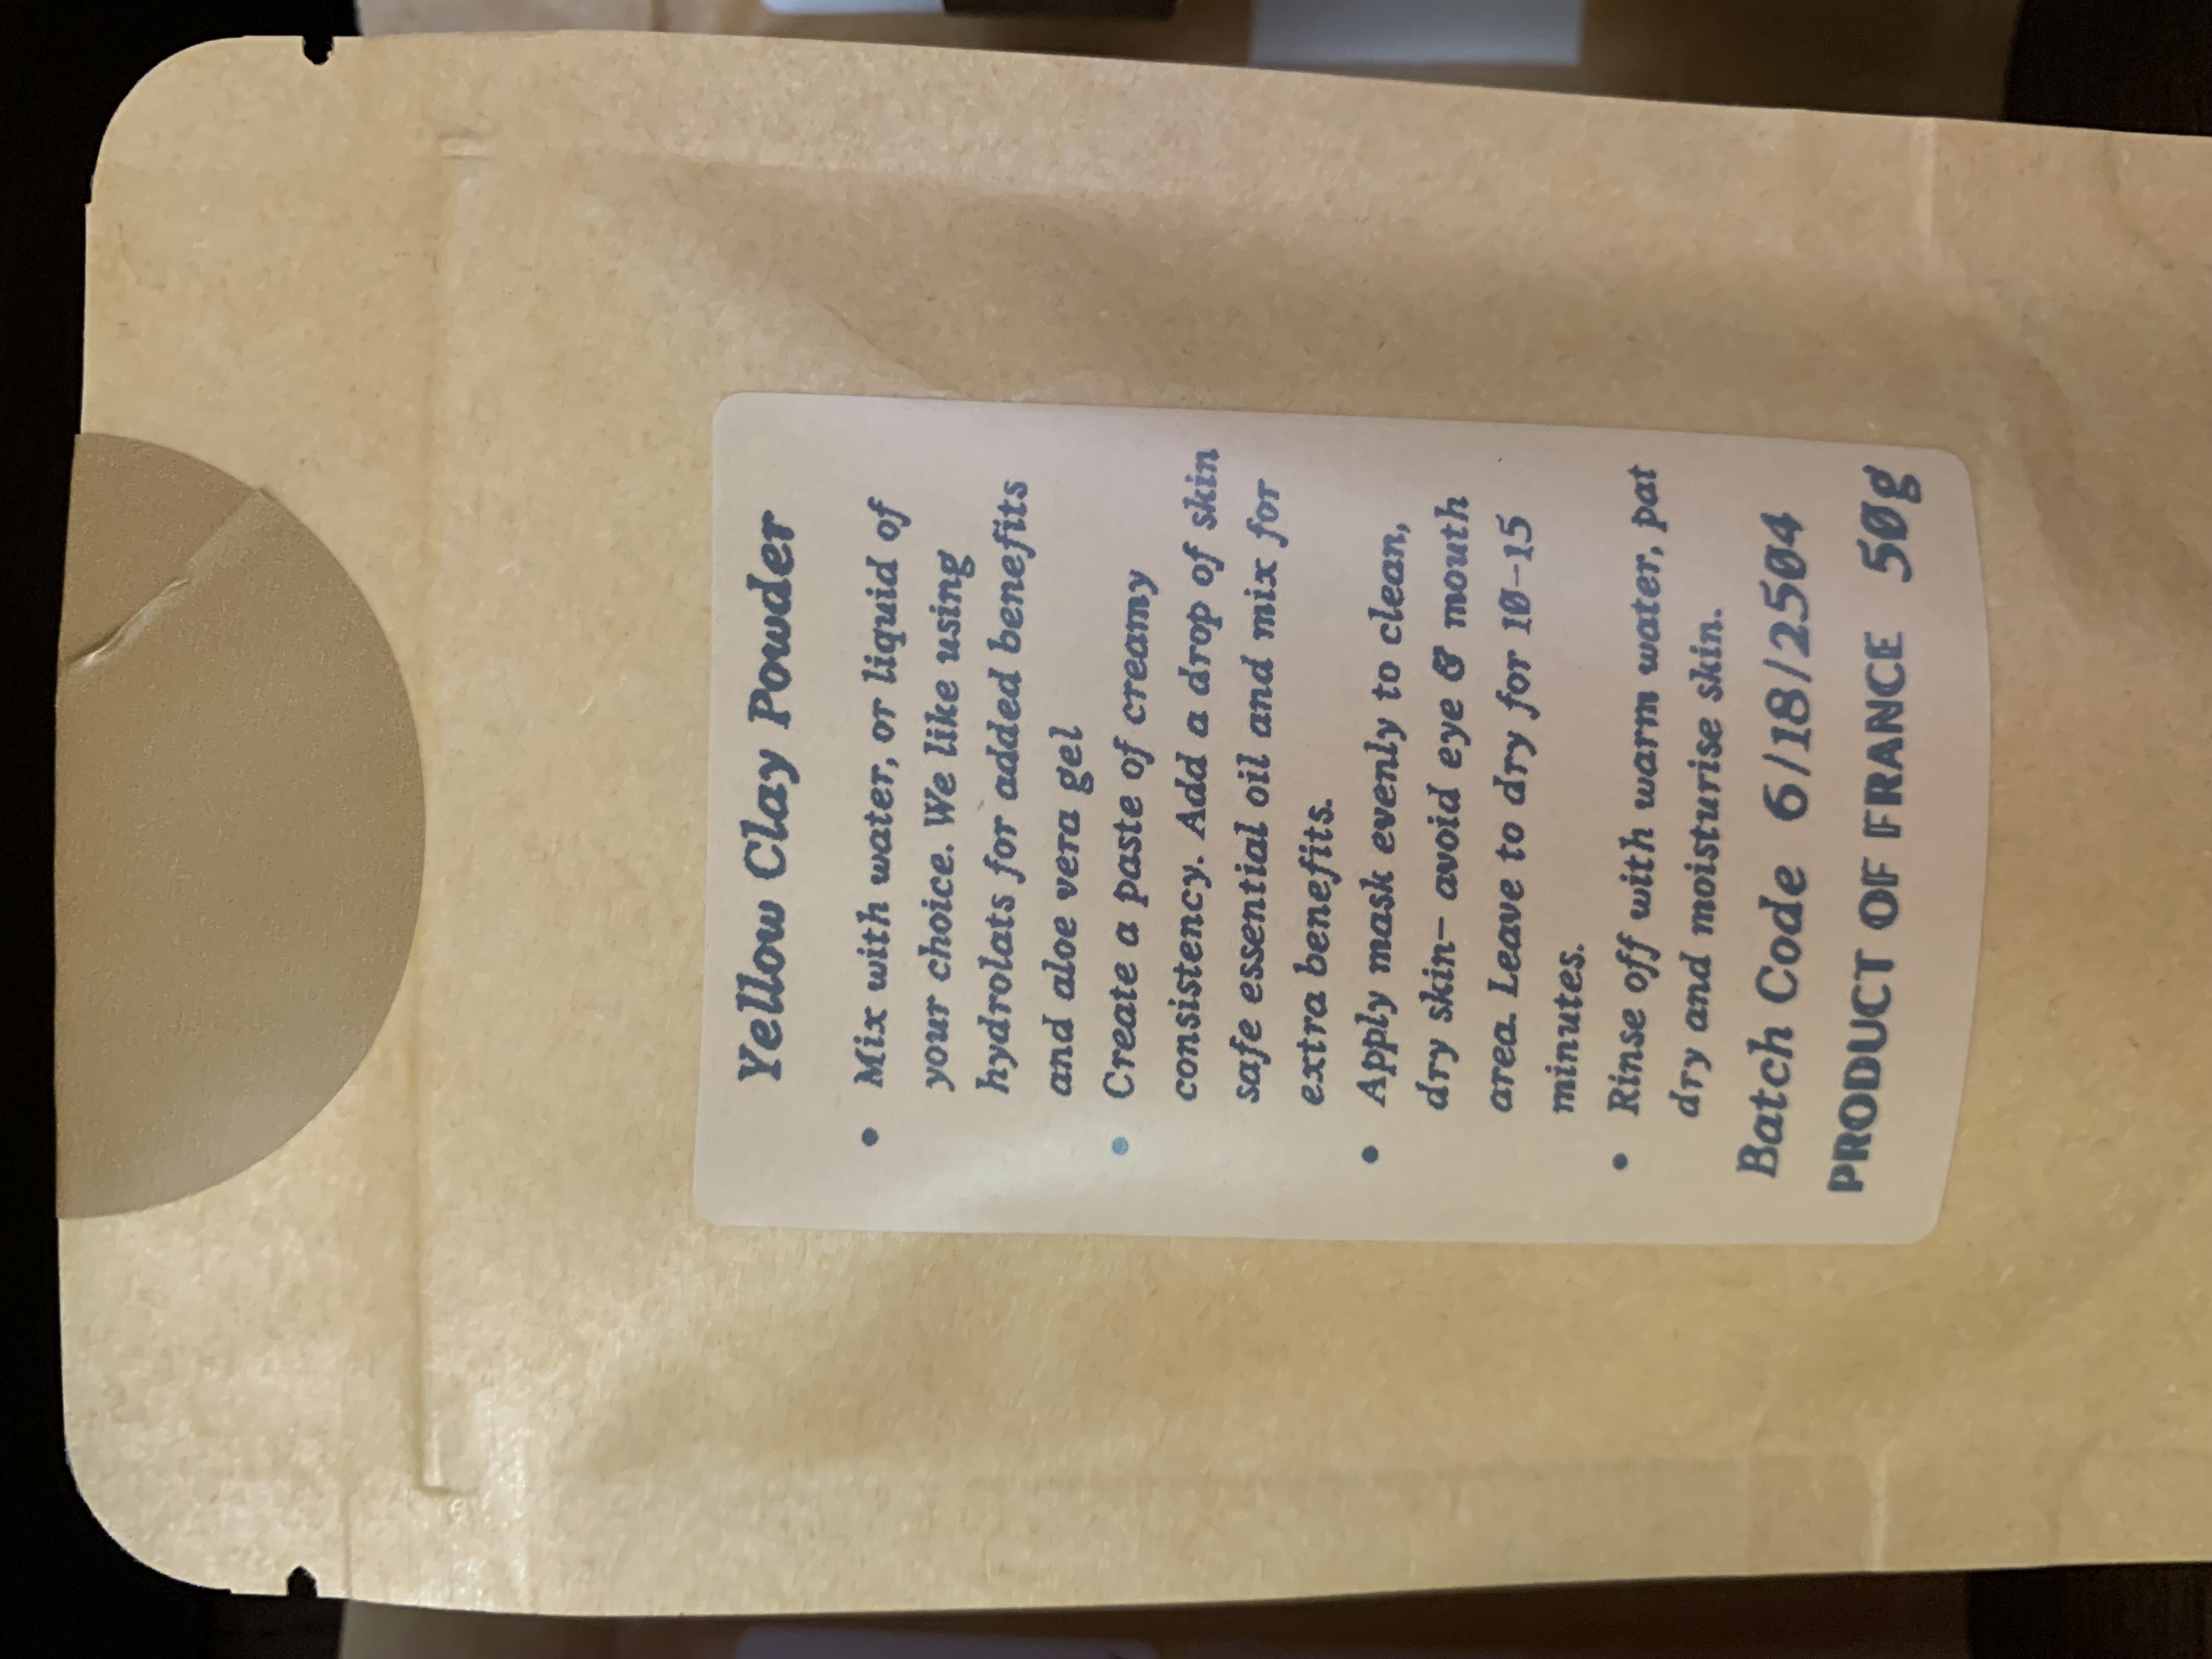 Yellow Clay Powder
• Mix with water, or liquid of
your choice. We like using
hydrolats for added benefits
and aloe vera gel
• Create a paste of creamy
consistency. Add a drop of skin
safe essential oil and mix for
extra benefits.
• Apply mask evenly to clean,
dry skin- avoid eye & mouth
area. Leave to dry for 10-15
minutes.
• Rinse off with warm water, pat
dry and moisturise skin.
Batch Code 6/18/2504
PRODUCT OF FRANCE 50g